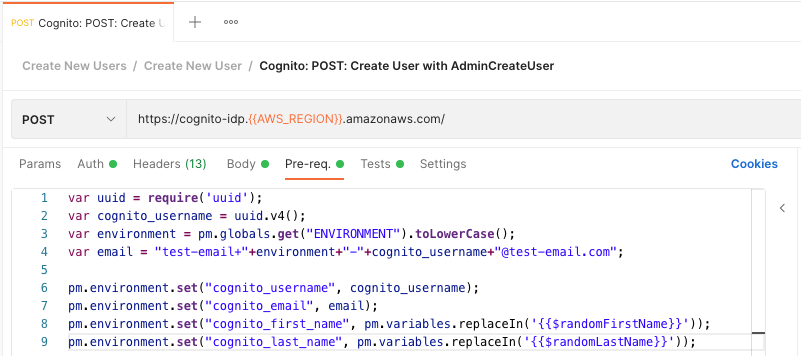 POST Cognito: POST: Create U
Create New Users / Create New User / Cognito: POST: Create User with AdminCreateUser
POST https://cognito-idp.{{AWS_REGION}}.amazonaws.com/
Params Auth Headers (13) Body Pre-req. Tests Settings Cookies
1 var uuid = require('uuid');
2 var cognito_username = uuid.v4();
3 var environment = pm.globals.get("ENVIRONMENT").toLowerCase();
4 var email = "test-email+"+environment+"-"+cognito_username+"@test-email.com";
5
6 pm.environment.set("cognito_username", cognito_username);
7 pm.environment.set("cognito_email", email);
8 pm.environment.set("cognito_first_name", pm.variables.replaceIn('{{$randomFirstName}}'));
9 pm.environment.set("cognito_last_name", pm.variables.replaceIn('{{$randomLastName}}'));